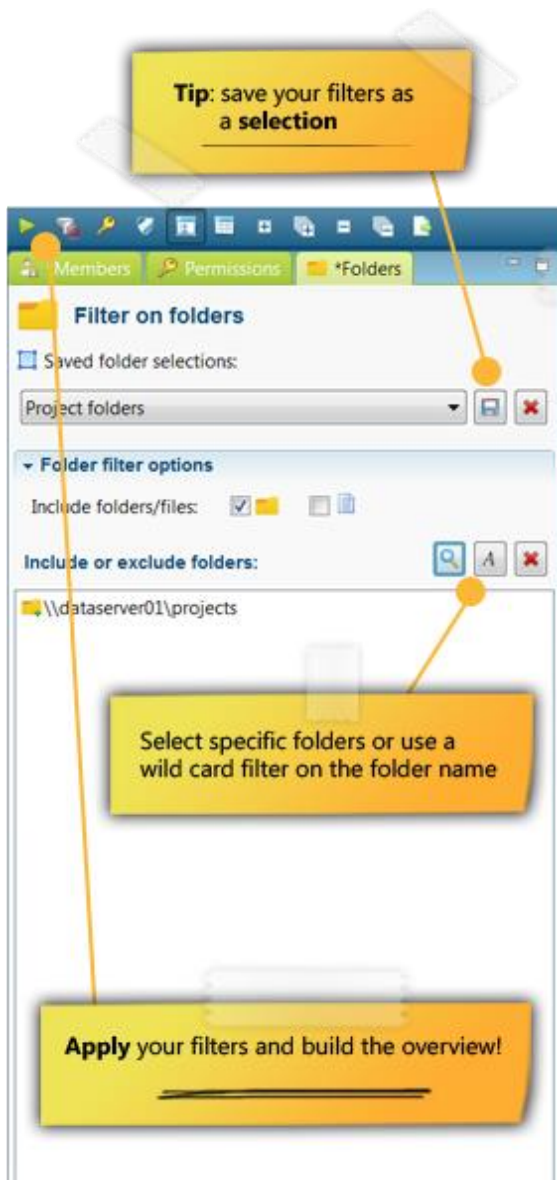 Tip: save your filters as
a selection
Members
Permissions
*Folders
Filter on folders
Saved folder selections:
Project folders
Folder filter options
Include folders/files:
Include or exclude folders:
A
\\dataserver01\projects
Select specific folders or use a
wild card filter on the folder name
Apply your filters and build the overview!